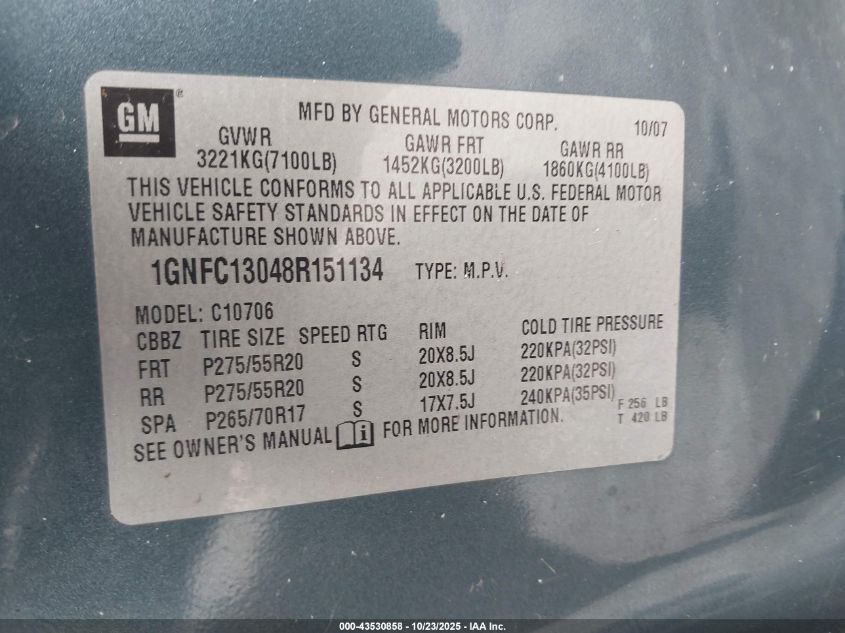 GM ®
MFD BY GENERAL MOTORS CORP. 10/07
GVWR GAWR FRT GAWR RR
3221KG(7100LB) 1452KG(3200LB) 1860KG(4100LB)
THIS VEHICLE CONFORMS TO ALL APPLICABLE U.S. FEDERAL MOTOR
VEHICLE SAFETY STANDARDS IN EFFECT ON THE DATE OF
MANUFACTURE SHOWN ABOVE.
1GNFC13048R151134 TYPE: M.P.V.
MODEL: C10706
CBBZ TIRE SIZE SPEED RTG RIM COLD TIRE PRESSURE
FRT P275/55R20 S 20X8.5J 220KPA(32PSI)
RR P275/55R20 S 20X8.5J 220KPA(32PSI)
SPA P265/70R17 S 17X7.5J 240KPA(35PSI) F 256 LB
SEE OWNER'S MANUAL i FOR MORE INFORMATION. T 420 LB
000-43530858 - 10/23/2025 - IAA Inc.